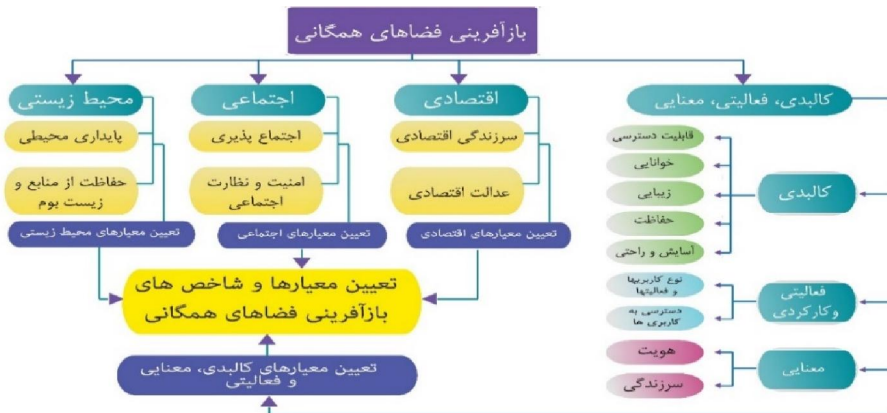 بازآفرینی فضاهای همگانی
کالبدی، فعالیتی، معنایی
اقتصادی
اجتماعی
محیط زیستی
قابلیت دسترسی
خوانایی
زیبایی
حفاظت
آسایش و راحتی
کالبدی
نوع کاربریها
و فعالیتها
دسترسی به
کاربری ها
فعالیتی
وکارکردی
هویت
سرزندگی
معنایی
سرزندگی اقتصادی
عدالت اقتصادی
تعیین معیارهای اقتصادی
اجتماع پذیری
امنیت و نظارت
اجتماعی
تعیین معیارهای اجتماعی
پایداری محیطی
حفاظت از منابع و
زیست بوم
تعیین معیارهای محیط زیستی
تعیین معیارها و شاخص های
بازآفرینی فضاهای همگانی
تعیین معیارهای کالبدی، معنایی
و فعالیتی